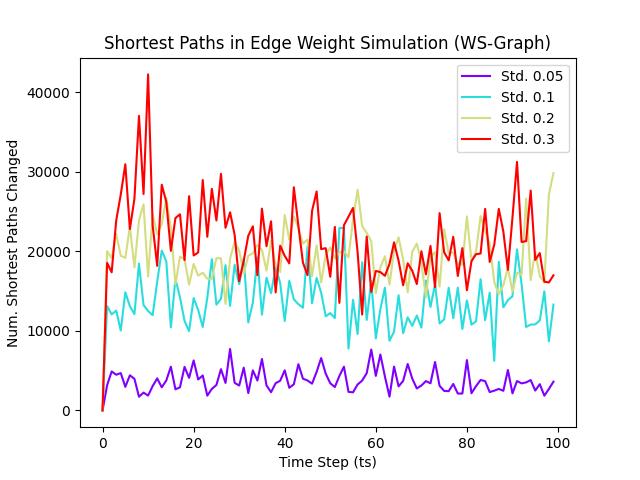 Shortest Paths in Edge Weight Simulation (WS-Graph)
Std. 0.05
Std. 0.1
Std. 0.2
Std. 0.3
Num. Shortest Paths Changed
40000
30000
20000
10000
0
0 20 40 60 80 100
Time Step (ts)